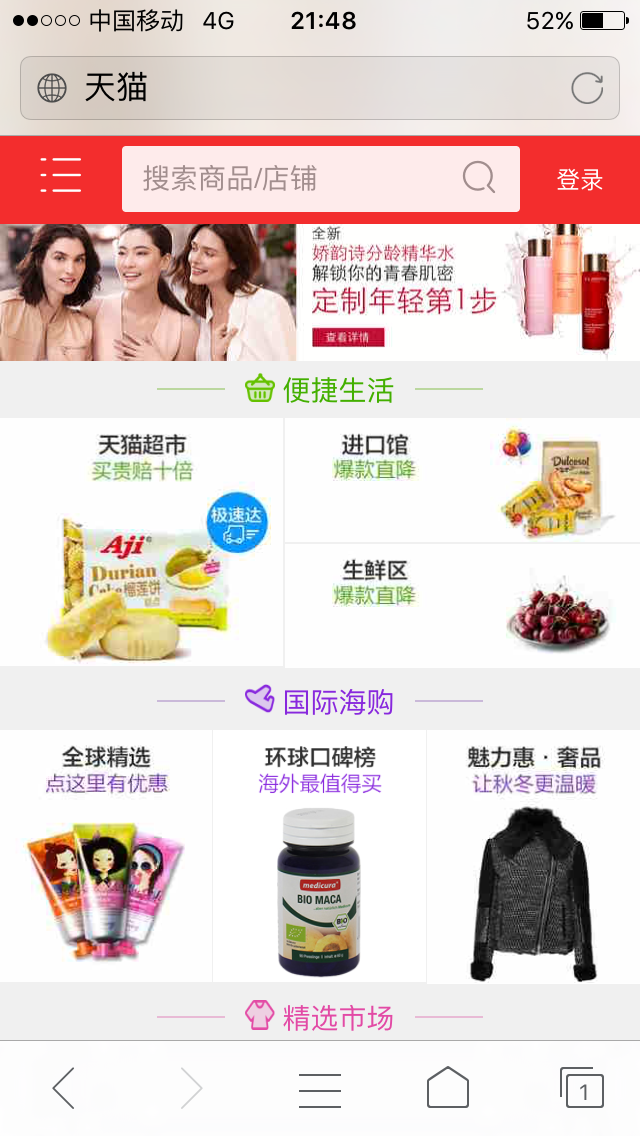 中国移动 4G 21:48 52%
天猫
搜索商品/店铺
登录
全新
娇韵诗分龄精华水
解锁你的青春肌密
定制年轻第1步
查看详情
便捷生活
天猫超市
买贵赔十倍
极速达
Aji
Durian
Cake榴莲饼
进口馆
爆款直降
Dulcesol
生鲜区
爆款直降
国际海购
全球精选
点这里有优惠
环球口碑榜
海外最值得买
medicura
BIO MACA
BIO
魅力惠·奢品
让秋冬更温暖
精选市场
1